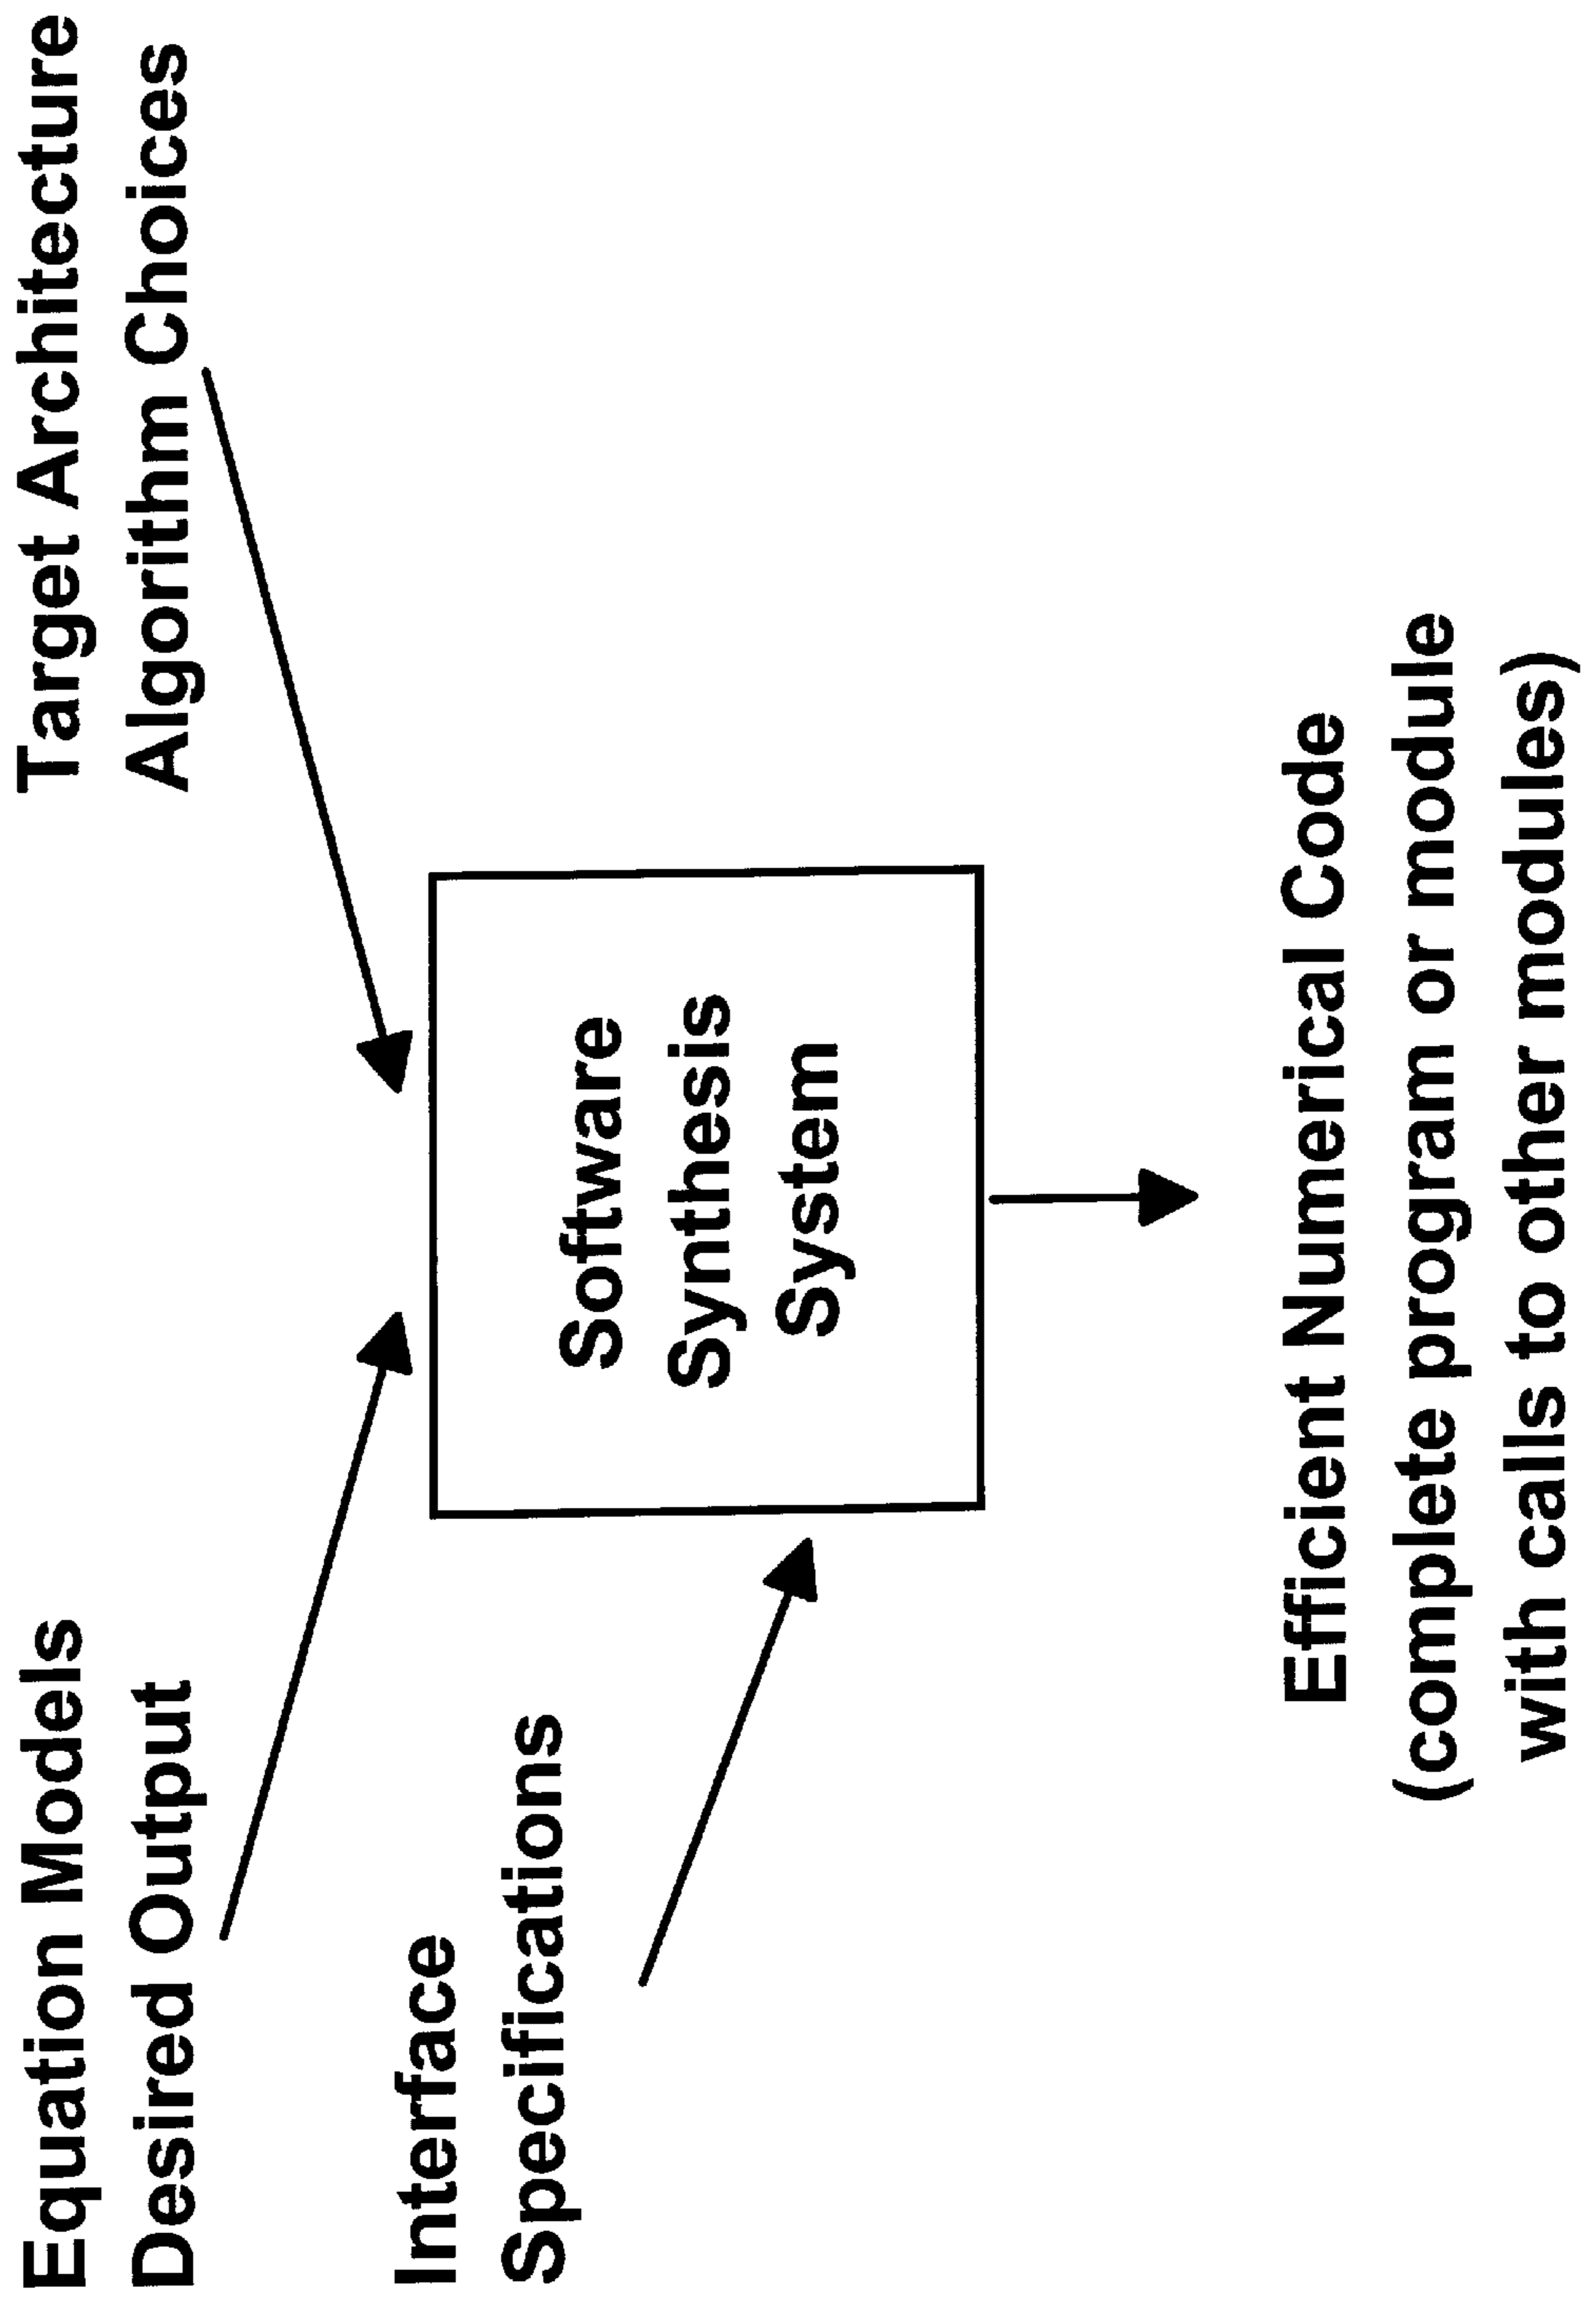 Equation Models
Desired Output
Target Architecture
Algorithm Choices
Interface
Specifications
Software
Synthesis
System
Efficient Numerical Code
(complete program or module
with calls to other modules)